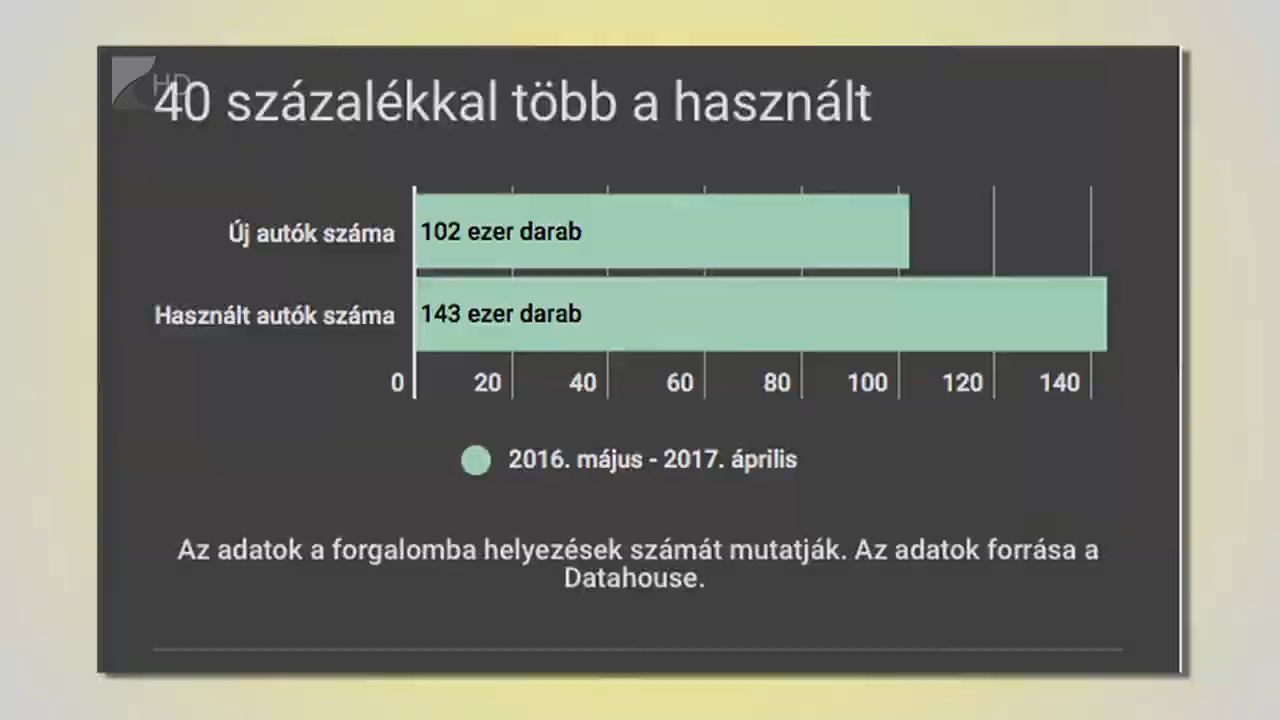 HD
40 százalékkal több a használt
Új autók száma
102 ezer darab
Használt autók száma
143 ezer darab
0 20 40 60 80 100 120 140
2016. május - 2017. április
Az adatok a forgalomba helyezések számát mutatják. Az adatok forrása a
Datahouse.